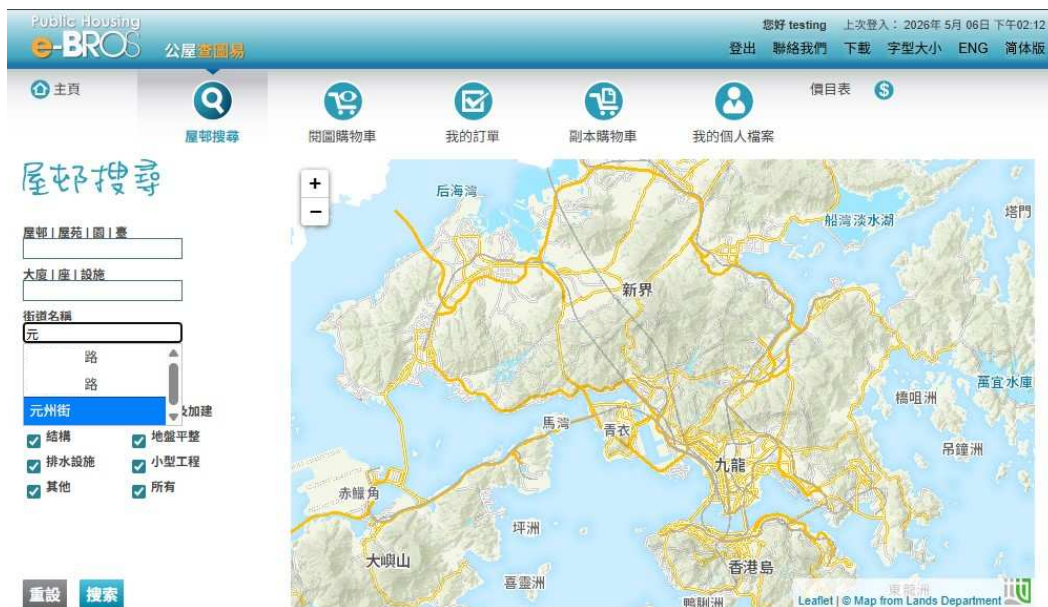 Public Housing
e-BROS 公屋查圖易
您好 testing 上次登入： 2026年 5月 06日 下午02:12
登出 聯絡我們 下載 字型大小 ENG 简体版
主頁
屋邨搜尋
閱圖購物車
我的訂單
副本購物車
我的個人檔案
價目表
屋邨搜尋
屋邨 | 屋苑 | 園 | 臺
大廈 | 座 | 設施
街道名稱
元
路
路
元州街
及加建
結構
地盤平整
排水設施
小型工程
其他
所有
重設
搜索
+
−
后海湾
船灣淡水湖
塔門
新界
萬宜水庫
橋咀洲
吊鐘洲
馬灣
青衣
九龍
赤鱲角
坪洲
大嶼山
喜靈洲
香港島
鴨脷洲
東龍洲
Leaflet | © Map from Lands Department